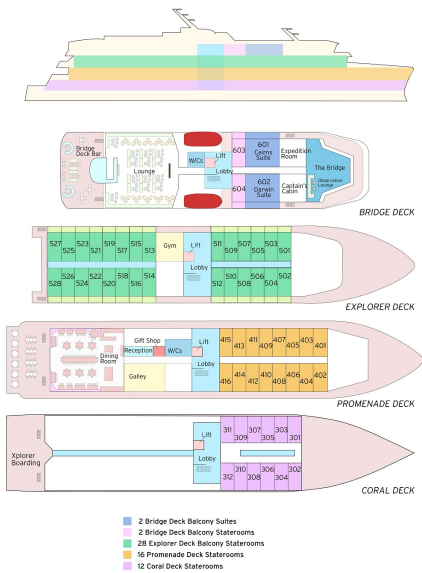 Bridge
Deck Bar
Lounge
W/Cs
Lift
Lobby
603
604
601
Cairns
Suite
602
Darwin
Suite
Expedition
Room
Captain's
Cabin
The Bridge
Observation
Lounge
BRIDGE DECK
527 523 519 515
525 521 517 513
526 522 518 514
528 524 520 516
Gym
Lift
Lobby
511 507 503
509 505 501
510 506 502
512 508 504
EXPLORER DECK
Dining
Room
Gift Shop
Reception
W/Cs
Galley
Lift
Lobby
415 411 407 403
413 409 405 401
414 410 406 402
416 412 408 404
PROMENADE DECK
Xplorer
Boarding
Lift
Lobby
311 307 303
309 305 301
310 306 302
312 308 304
CORAL DECK
2 Bridge Deck Balcony Suites
2 Bridge Deck Balcony Staterooms
28 Explorer Deck Balcony Staterooms
16 Promenade Deck Staterooms
12 Coral Deck Staterooms